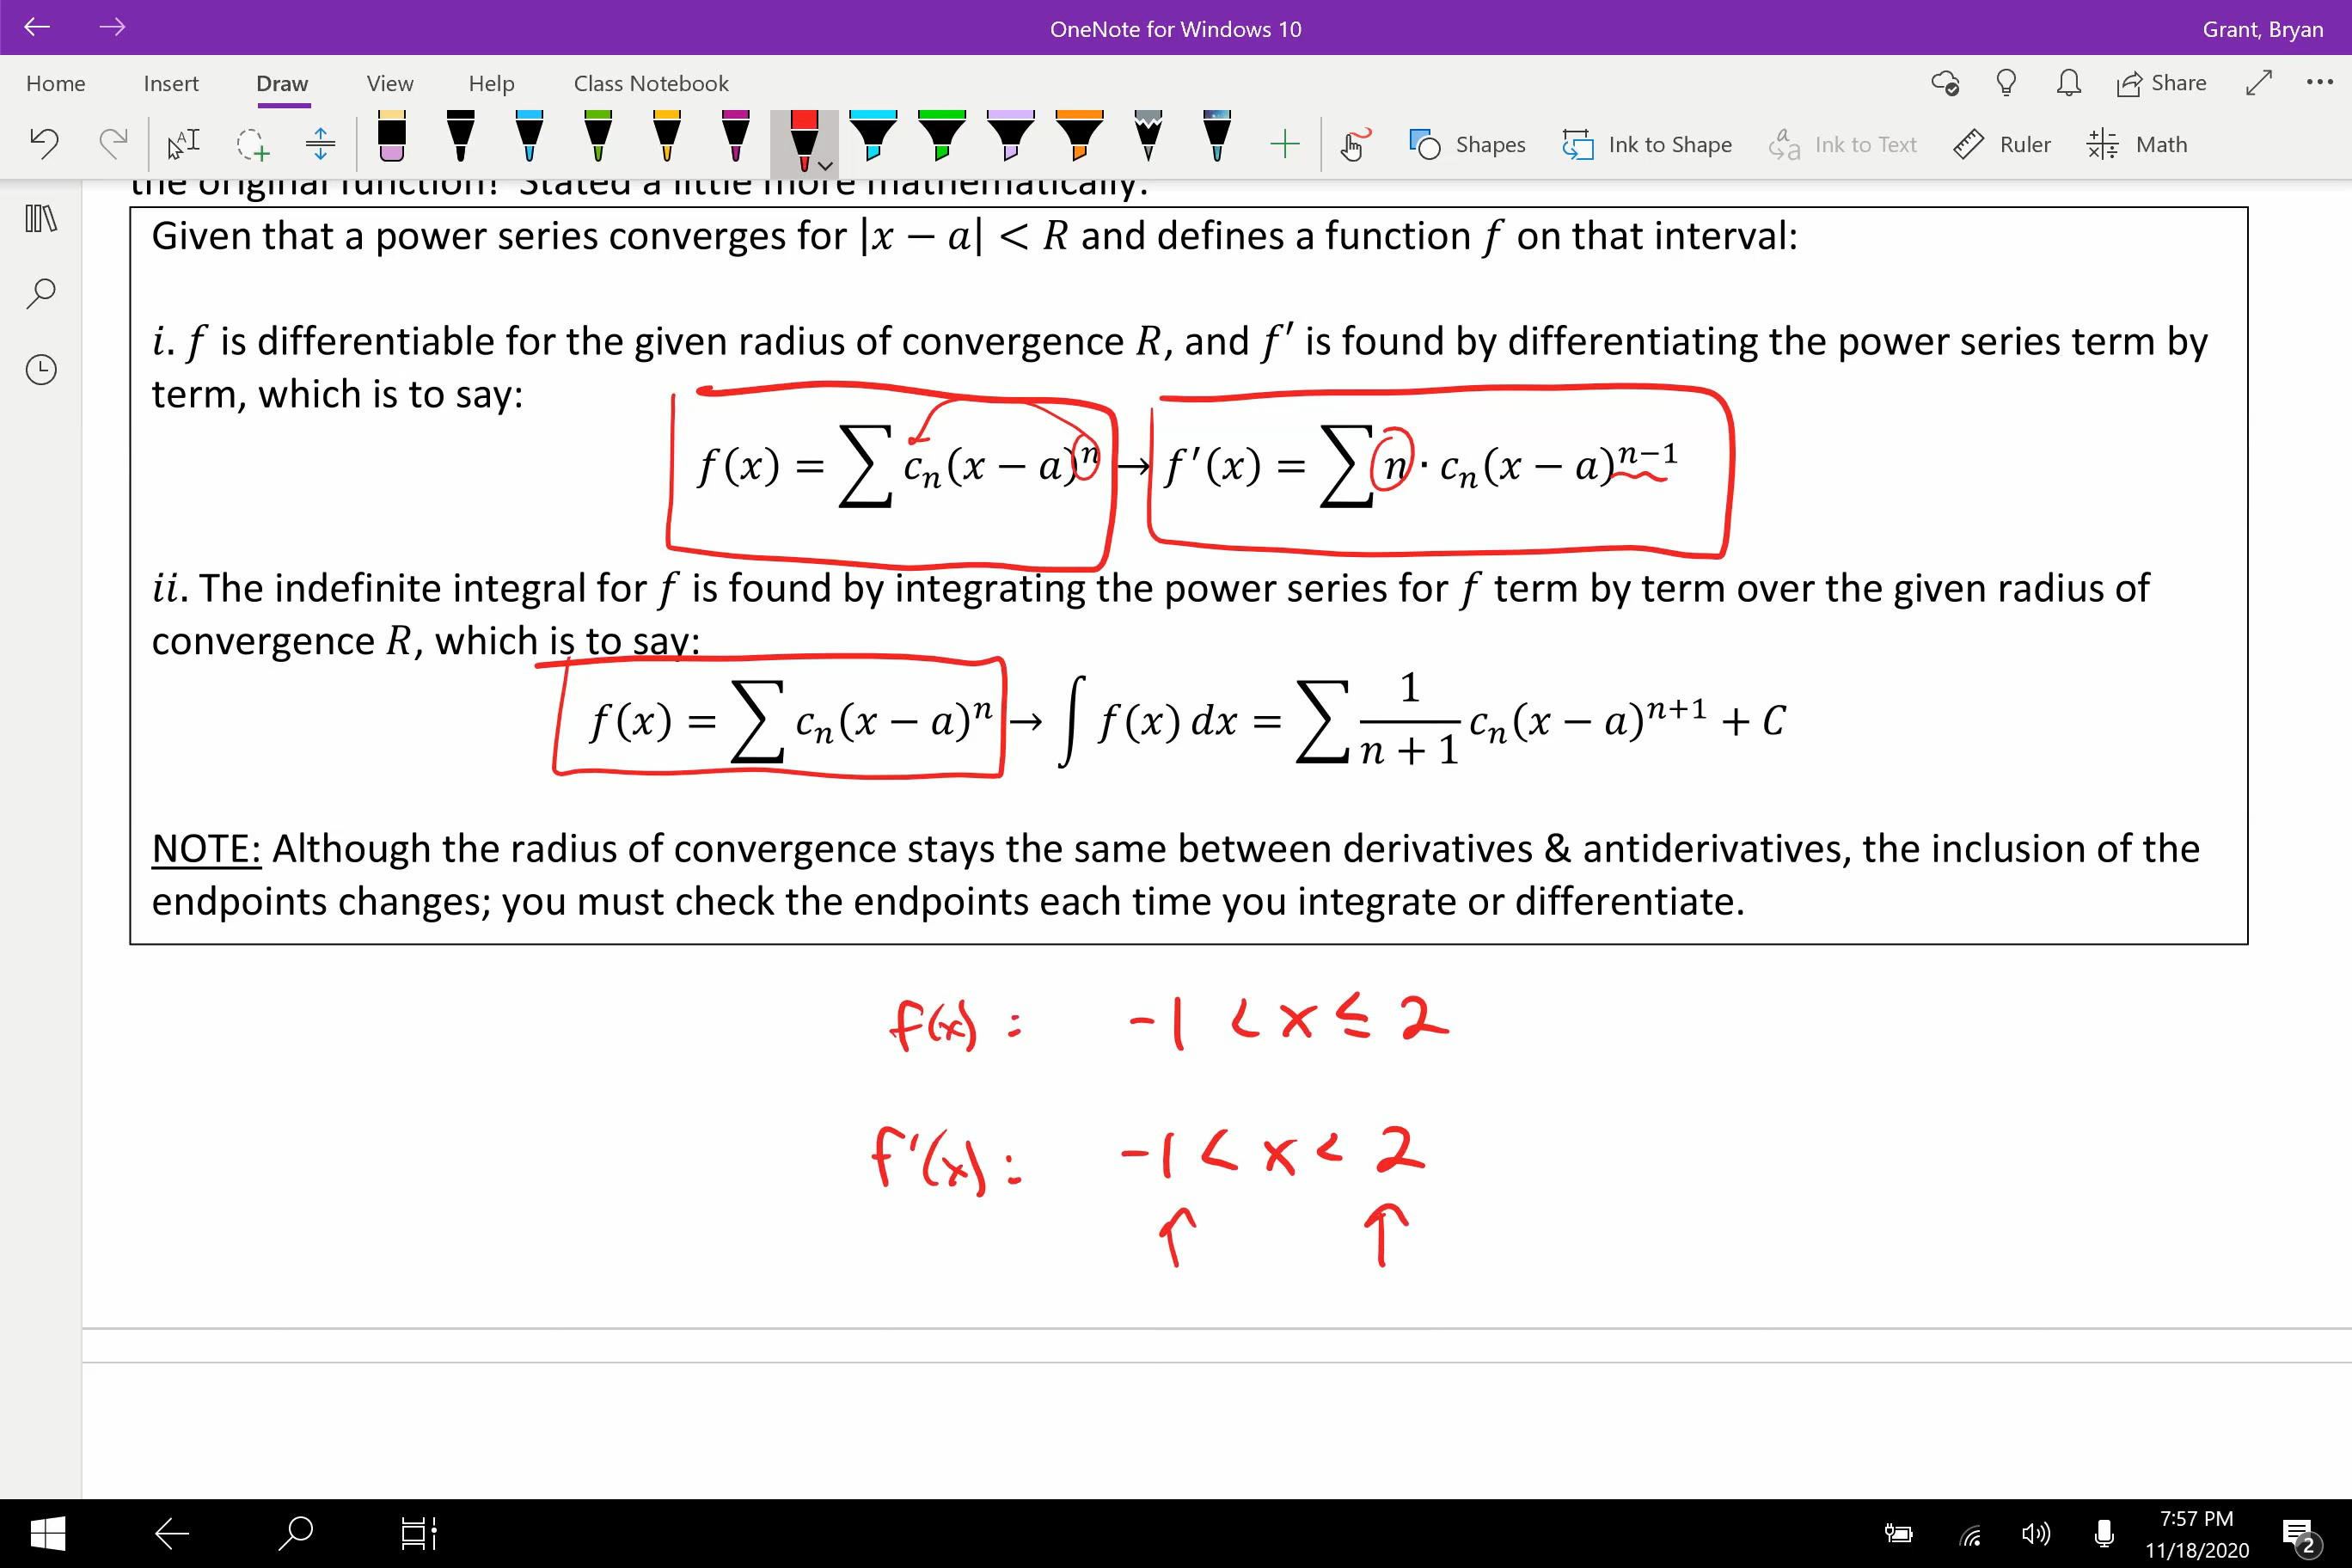 OneNote for Windows 10
Grant, Bryan
Home Insert Draw View Help Class Notebook Share
Shapes Ink to Shape Ink to Text Ruler Math
the original function! Stated a little more mathematically:
Given that a power series converges for |x − a| < R and defines a function f on that interval:
i. f is differentiable for the given radius of convergence R, and f′ is found by differentiating the power series term by
term, which is to say:
f(x) = ∑ cₙ(x − a)ⁿ → f′(x) = ∑ n · cₙ(x − a)ⁿ⁻¹
ii. The indefinite integral for f is found by integrating the power series for f term by term over the given radius of
convergence R, which is to say:
f(x) = ∑ cₙ(x − a)ⁿ → ∫ f(x) dx = ∑ 1/(n + 1) cₙ(x − a)ⁿ⁺¹ + C
NOTE: Although the radius of convergence stays the same between derivatives & antiderivatives, the inclusion of the
endpoints changes; you must check the endpoints each time you integrate or differentiate.
f(x) : -1 < x ≤ 2
f'(x) : -1 < x < 2
↑ ↑
7:57 PM
11/18/2020
2